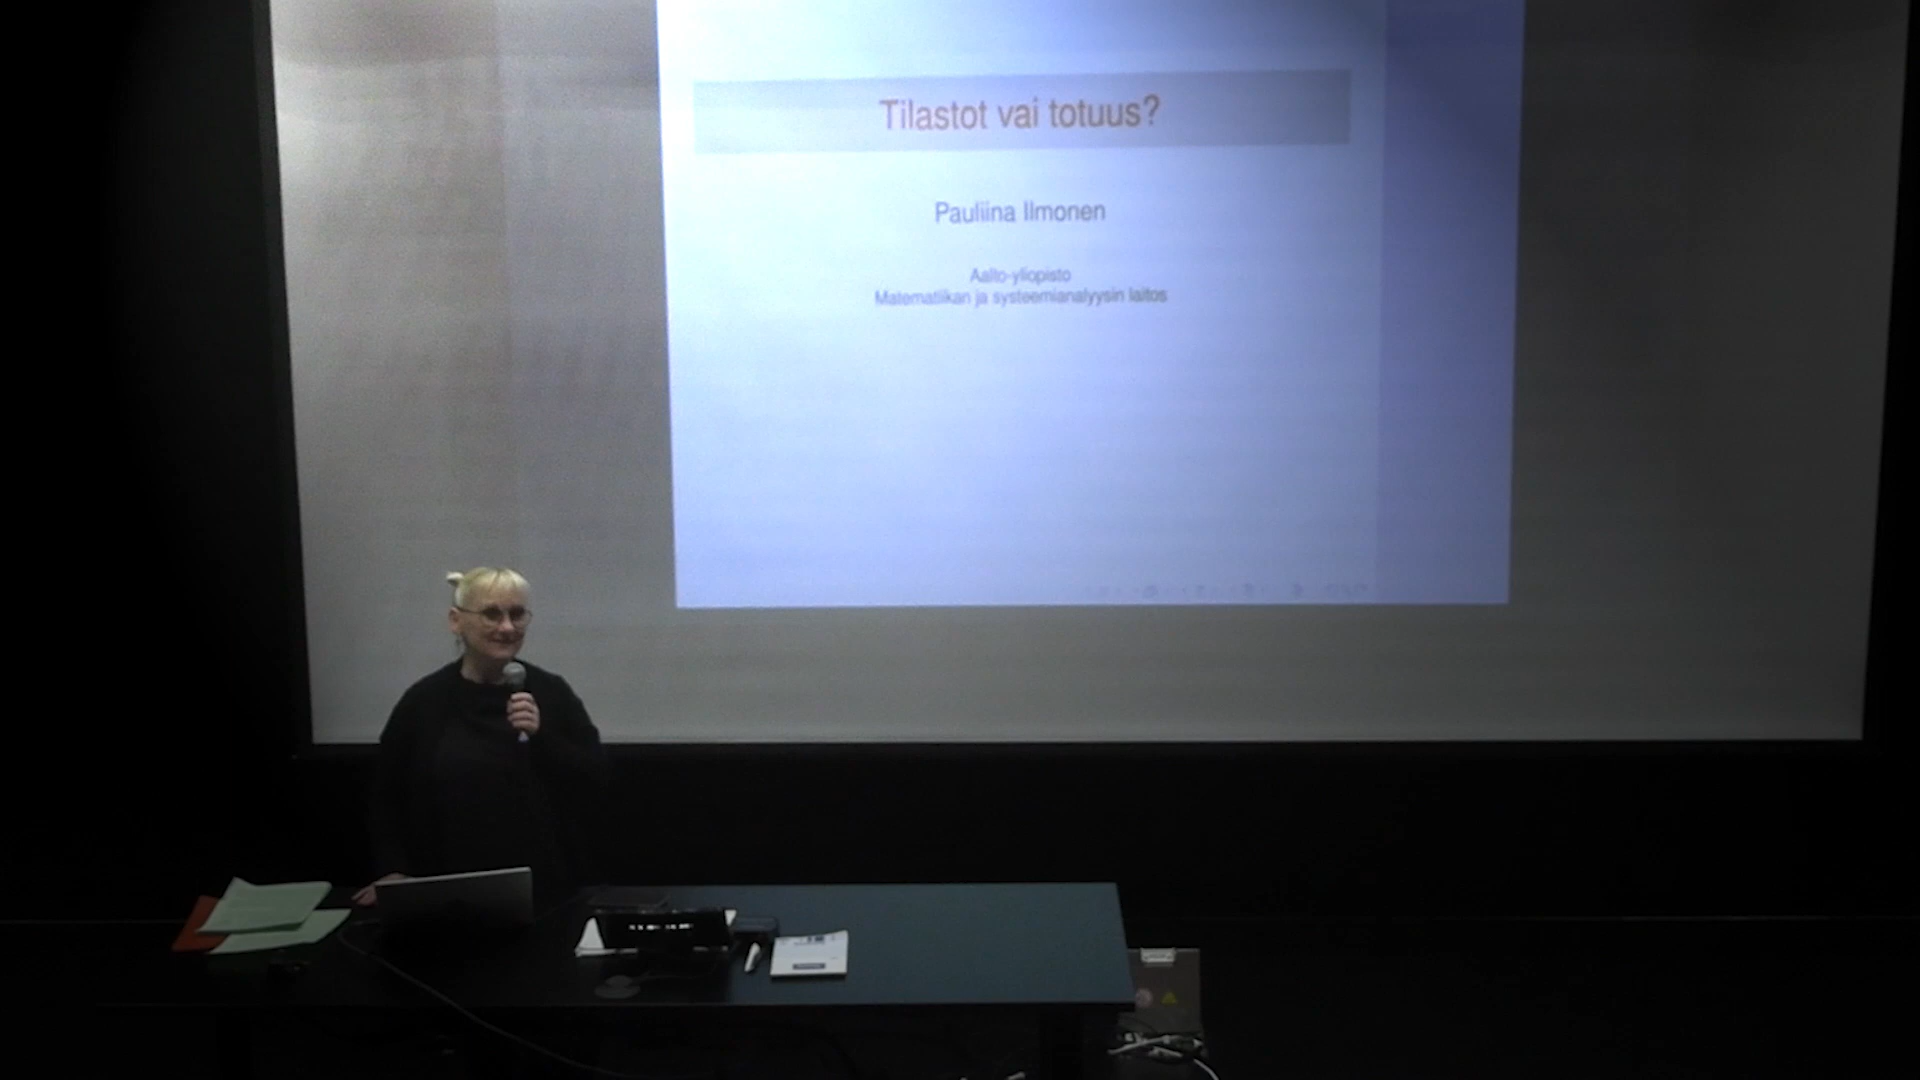 Tilastot vai totuus?
Pauliina Ilmonen
Aalto-yliopisto
Matematiikan ja systeemianalyysin laitos